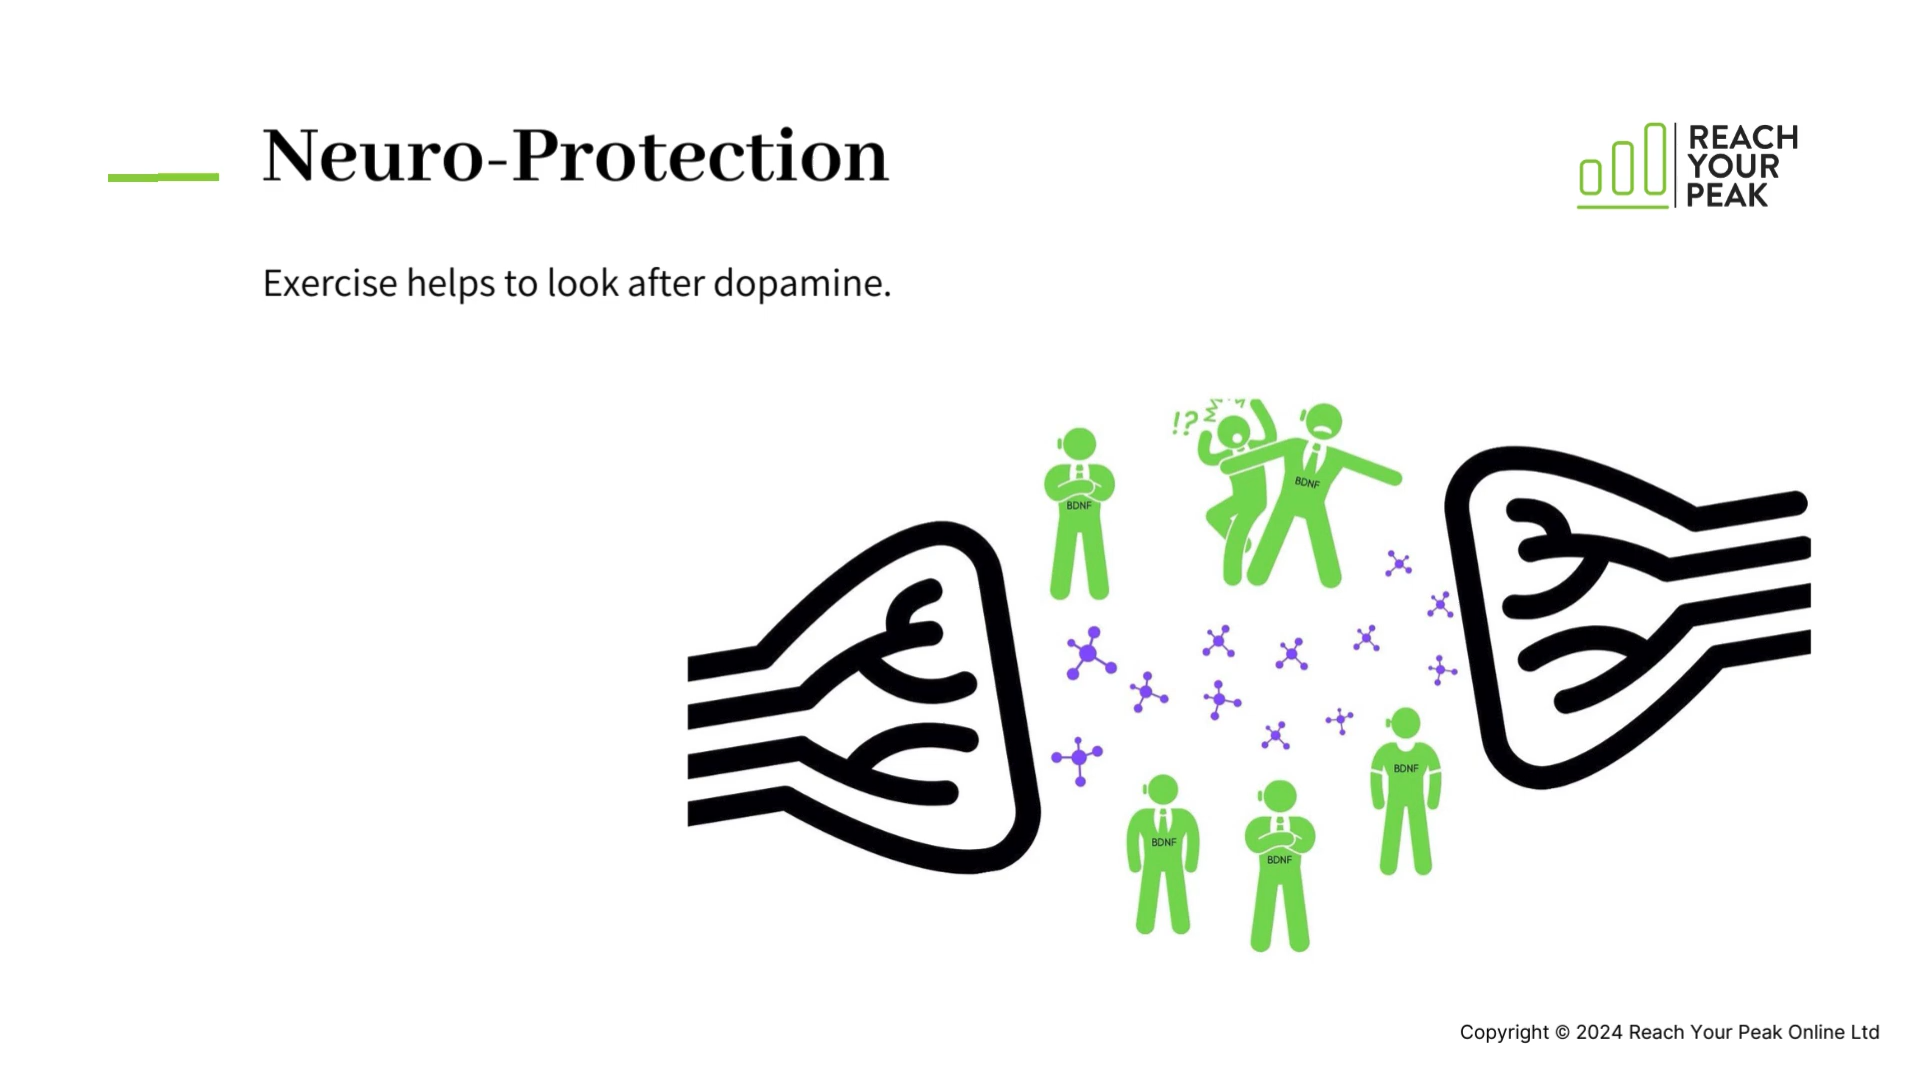 Neuro-Protection
REACH
YOUR
PEAK
Exercise helps to look after dopamine.
!?
BDNF
BDNF
BDNF
BDNF
BDNF
Copyright © 2024 Reach Your Peak Online Ltd